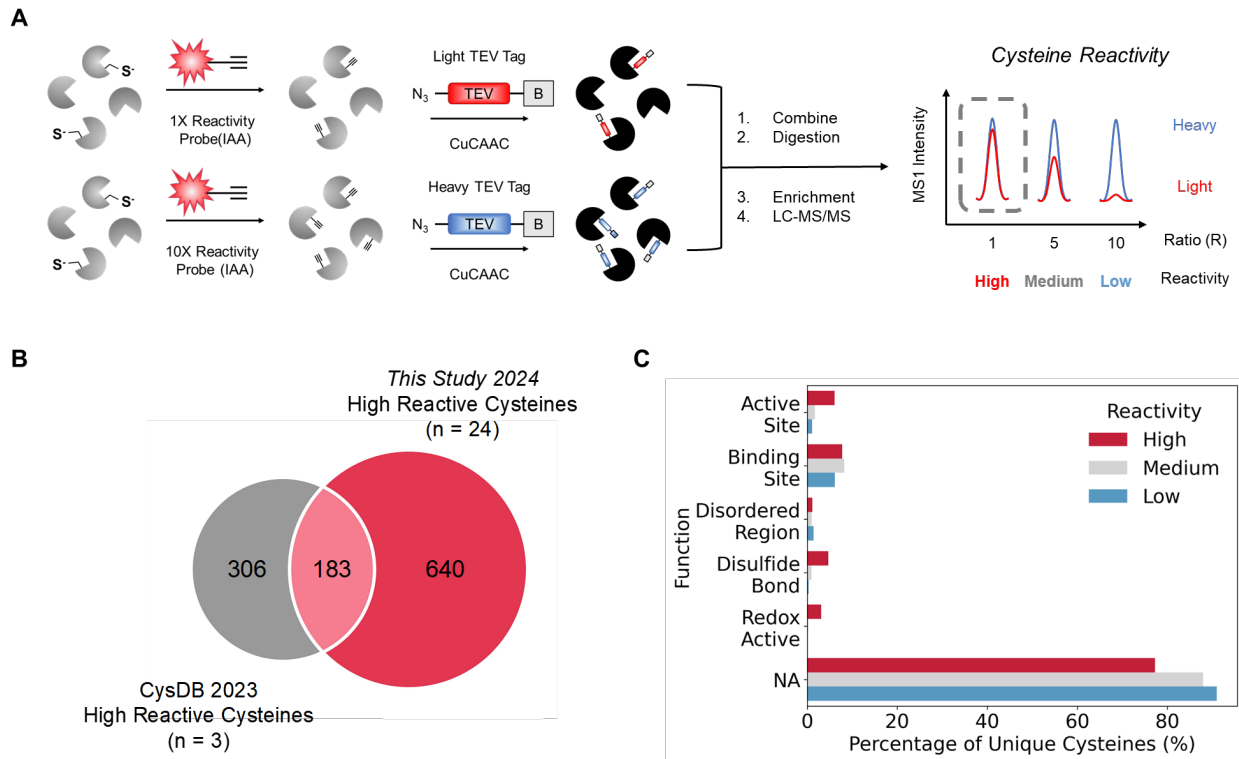 A
S-
S-
1X Reactivity
Probe(IAA)
Light TEV Tag
N3
TEV
B
CuCAAC
S-
S-
10X Reactivity
Probe (IAA)
Heavy TEV Tag
N3
TEV
B
CuCAAC
1. Combine
2. Digestion
3. Enrichment
4. LC-MS/MS
Cysteine Reactivity
MS1 Intensity
Heavy
Light
1 5 10 Ratio (R)
High Medium Low Reactivity
B
This Study 2024
High Reactive Cysteines
(n = 24)
306 183 640
CysDB 2023
High Reactive Cysteines
(n = 3)
C
Function
Active
Site
Binding
Site
Disordered
Region
Disulfide
Bond
Redox
Active
NA
Reactivity
High
Medium
Low
0 20 40 60 80
Percentage of Unique Cysteines (%)